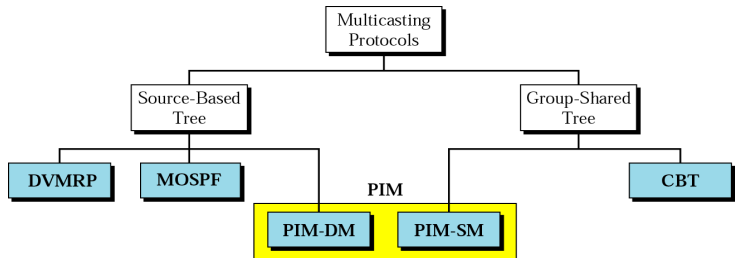 Multicasting
Protocols
Source-Based
Tree
Group-Shared
Tree
DVMRP
MOSPF
PIM
CBT
PIM-DM
PIM-SM